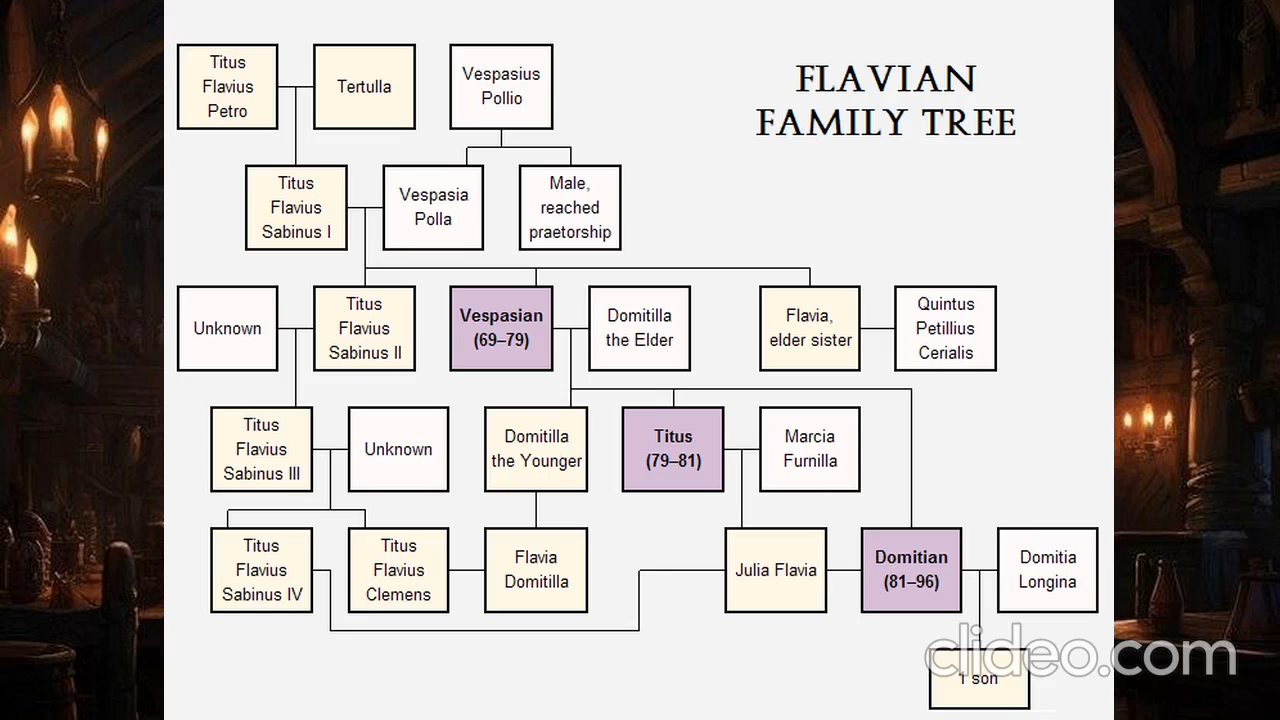 FLAVIAN
FAMILY TREE
Titus
Flavius
Petro
Tertulla
Vespasius
Pollio
Titus
Flavius
Sabinus I
Vespasia
Polla
Male,
reached
praetorship
Unknown
Titus
Flavius
Sabinus II
Vespasian
(69–79)
Domitilla
the Elder
Flavia,
elder sister
Quintus
Petillius
Cerialis
Titus
Flavius
Sabinus III
Unknown
Domitilla
the Younger
Titus
(79–81)
Marcia
Furnilla
Titus
Flavius
Sabinus IV
Titus
Flavius
Clemens
Flavia
Domitilla
Julia Flavia
Domitian
(81–96)
Domitia
Longina
1 son
clideo.com